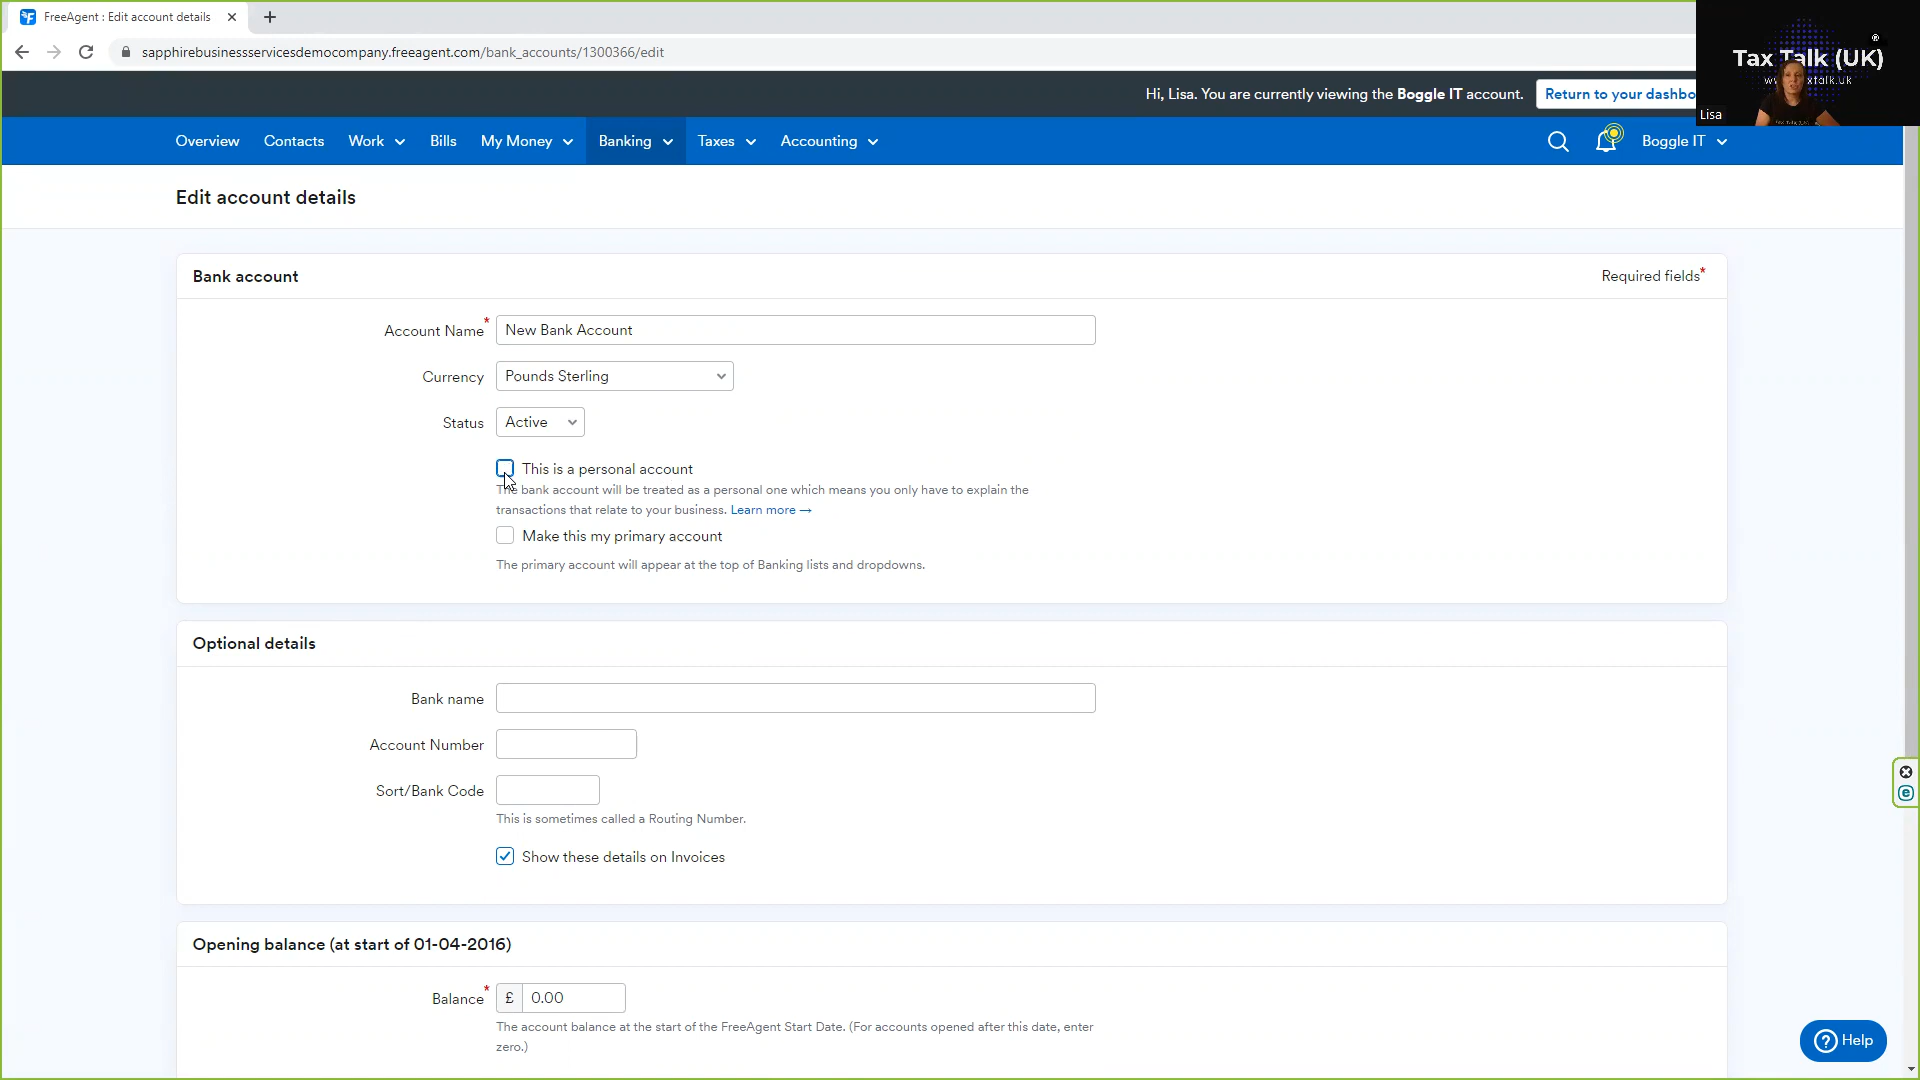 FreeAgent : Edit account details
sapphirebusinessservicesdemocompany.freeagent.com/bank_accounts/1300366/edit
Tax Talk (UK)
®
Lisa
Hi, Lisa. You are currently viewing the Boggle IT account.
Return to your dashbo
Overview
Contacts
Work
Bills
My Money
Banking
Taxes
Accounting
Boggle IT
Edit account details
Bank account
Required fields*
Account Name*
New Bank Account
Currency
Pounds Sterling
Status
Active
This is a personal account
The bank account will be treated as a personal one which means you only have to explain the
transactions that relate to your business. Learn more →
Make this my primary account
The primary account will appear at the top of Banking lists and dropdowns.
Optional details
Bank name
Account Number
Sort/Bank Code
This is sometimes called a Routing Number.
Show these details on Invoices
Opening balance (at start of 01-04-2016)
Balance*
£ 0.00
The account balance at the start of the FreeAgent Start Date. (For accounts opened after this date, enter
zero.)
Help